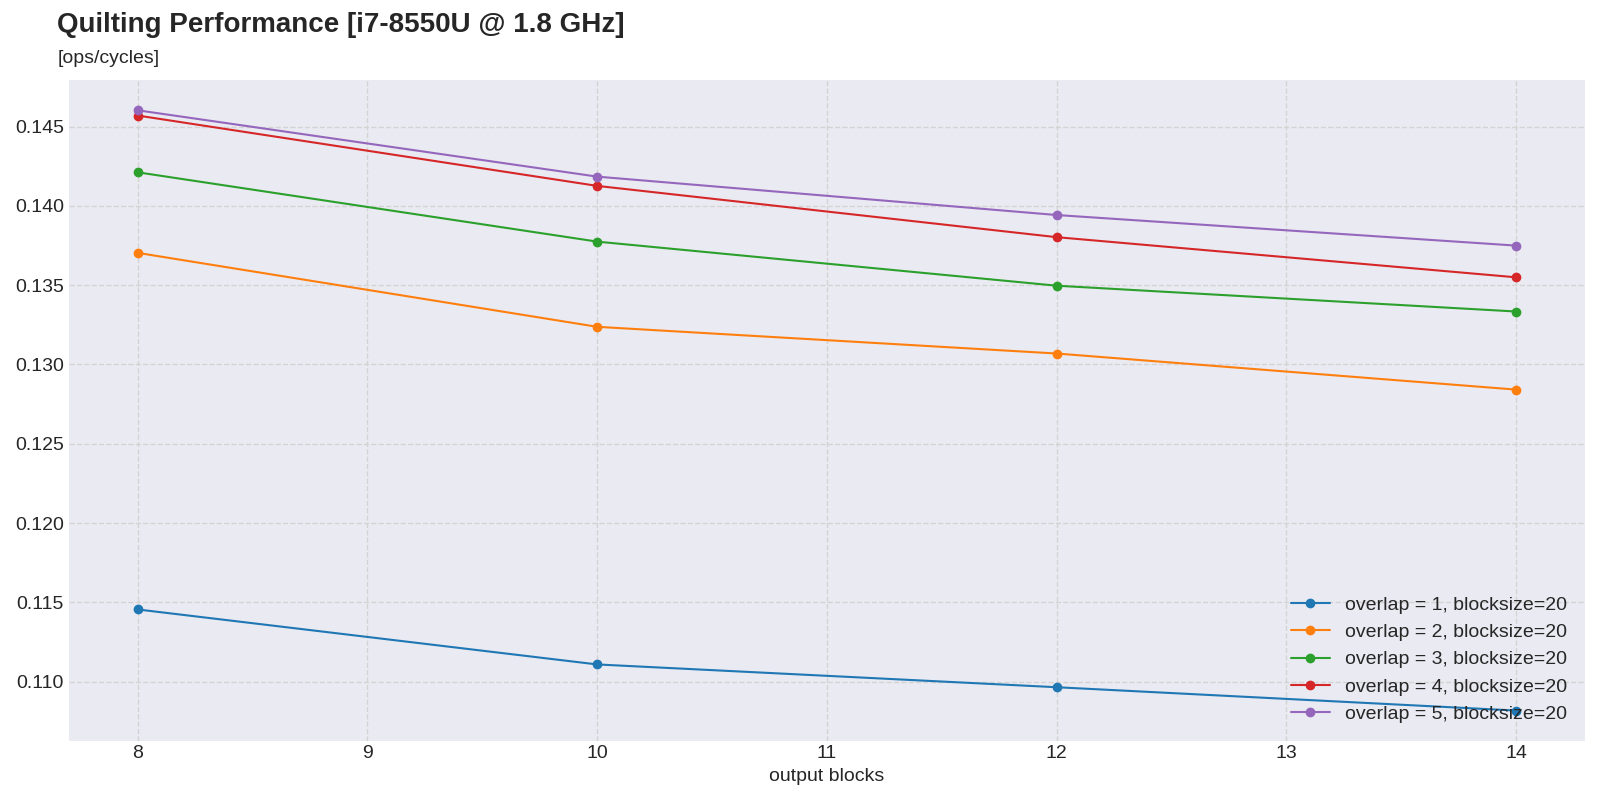 Quilting Performance [i7-8550U @ 1.8 GHz]
[ops/cycles]
0.145
0.140
0.135
0.130
0.125
0.120
0.115
0.110
overlap = 1, blocksize=20
overlap = 2, blocksize=20
overlap = 3, blocksize=20
overlap = 4, blocksize=20
overlap = 5, blocksize=20
8 9 10 11 12 13 14
output blocks